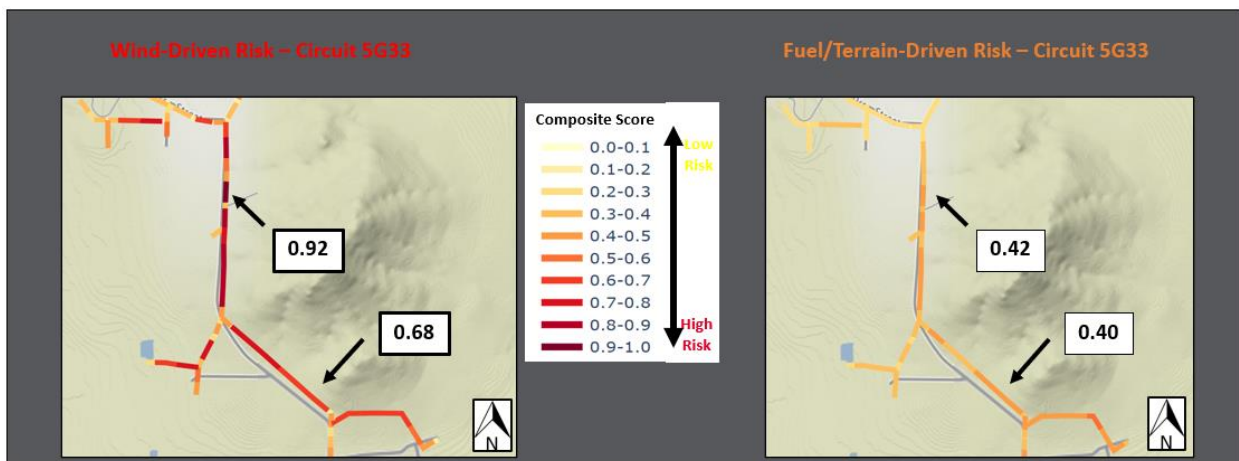 Wind-Driven Risk – Circuit 5G33
Fuel/Terrain-Driven Risk – Circuit 5G33
Composite Score
0.0-0.1
0.1-0.2
0.2-0.3
0.3-0.4
0.4-0.5
0.5-0.6
0.6-0.7
0.7-0.8
0.8-0.9
0.9-1.0
Low
Risk
High
Risk
0.92
0.68
N
0.42
0.40
N